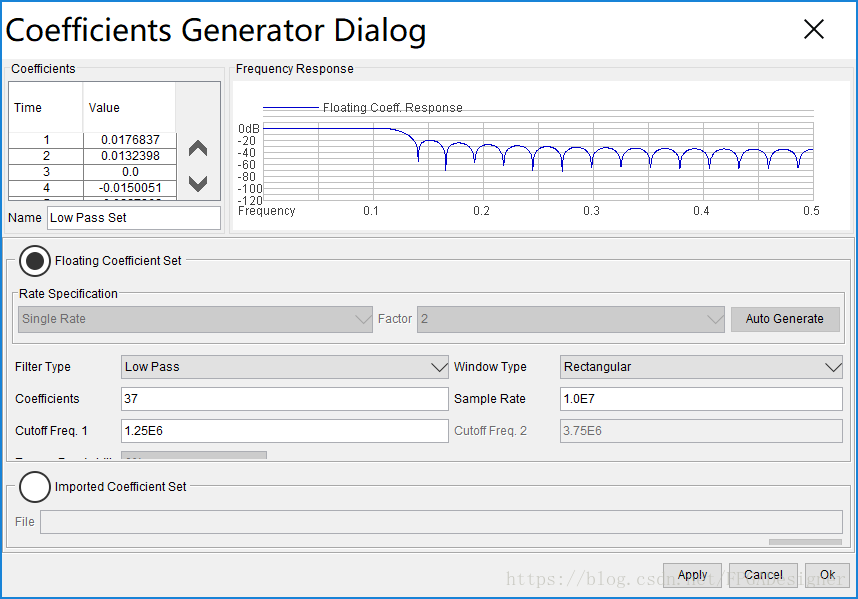 Coefficients Generator Dialog
Coefficients
Time Value
1 0.0176837
2 0.0132398
3 0.0
4 -0.0150051
Name Low Pass Set
Frequency Response
Floating Coeff. Response
0dB
-20
-40
-60
-80
-100
-120
Frequency 0.1 0.2 0.3 0.4 0.5
Floating Coefficient Set
Rate Specification
Single Rate Factor 2 Auto Generate
Filter Type Low Pass Window Type Rectangular
Coefficients 37 Sample Rate 1.0E7
Cutoff Freq. 1 1.25E6 Cutoff Freq. 2 3.75E6
Imported Coefficient Set
File
Apply Cancel Ok
https://blog.csdn.net/FPGADesigner